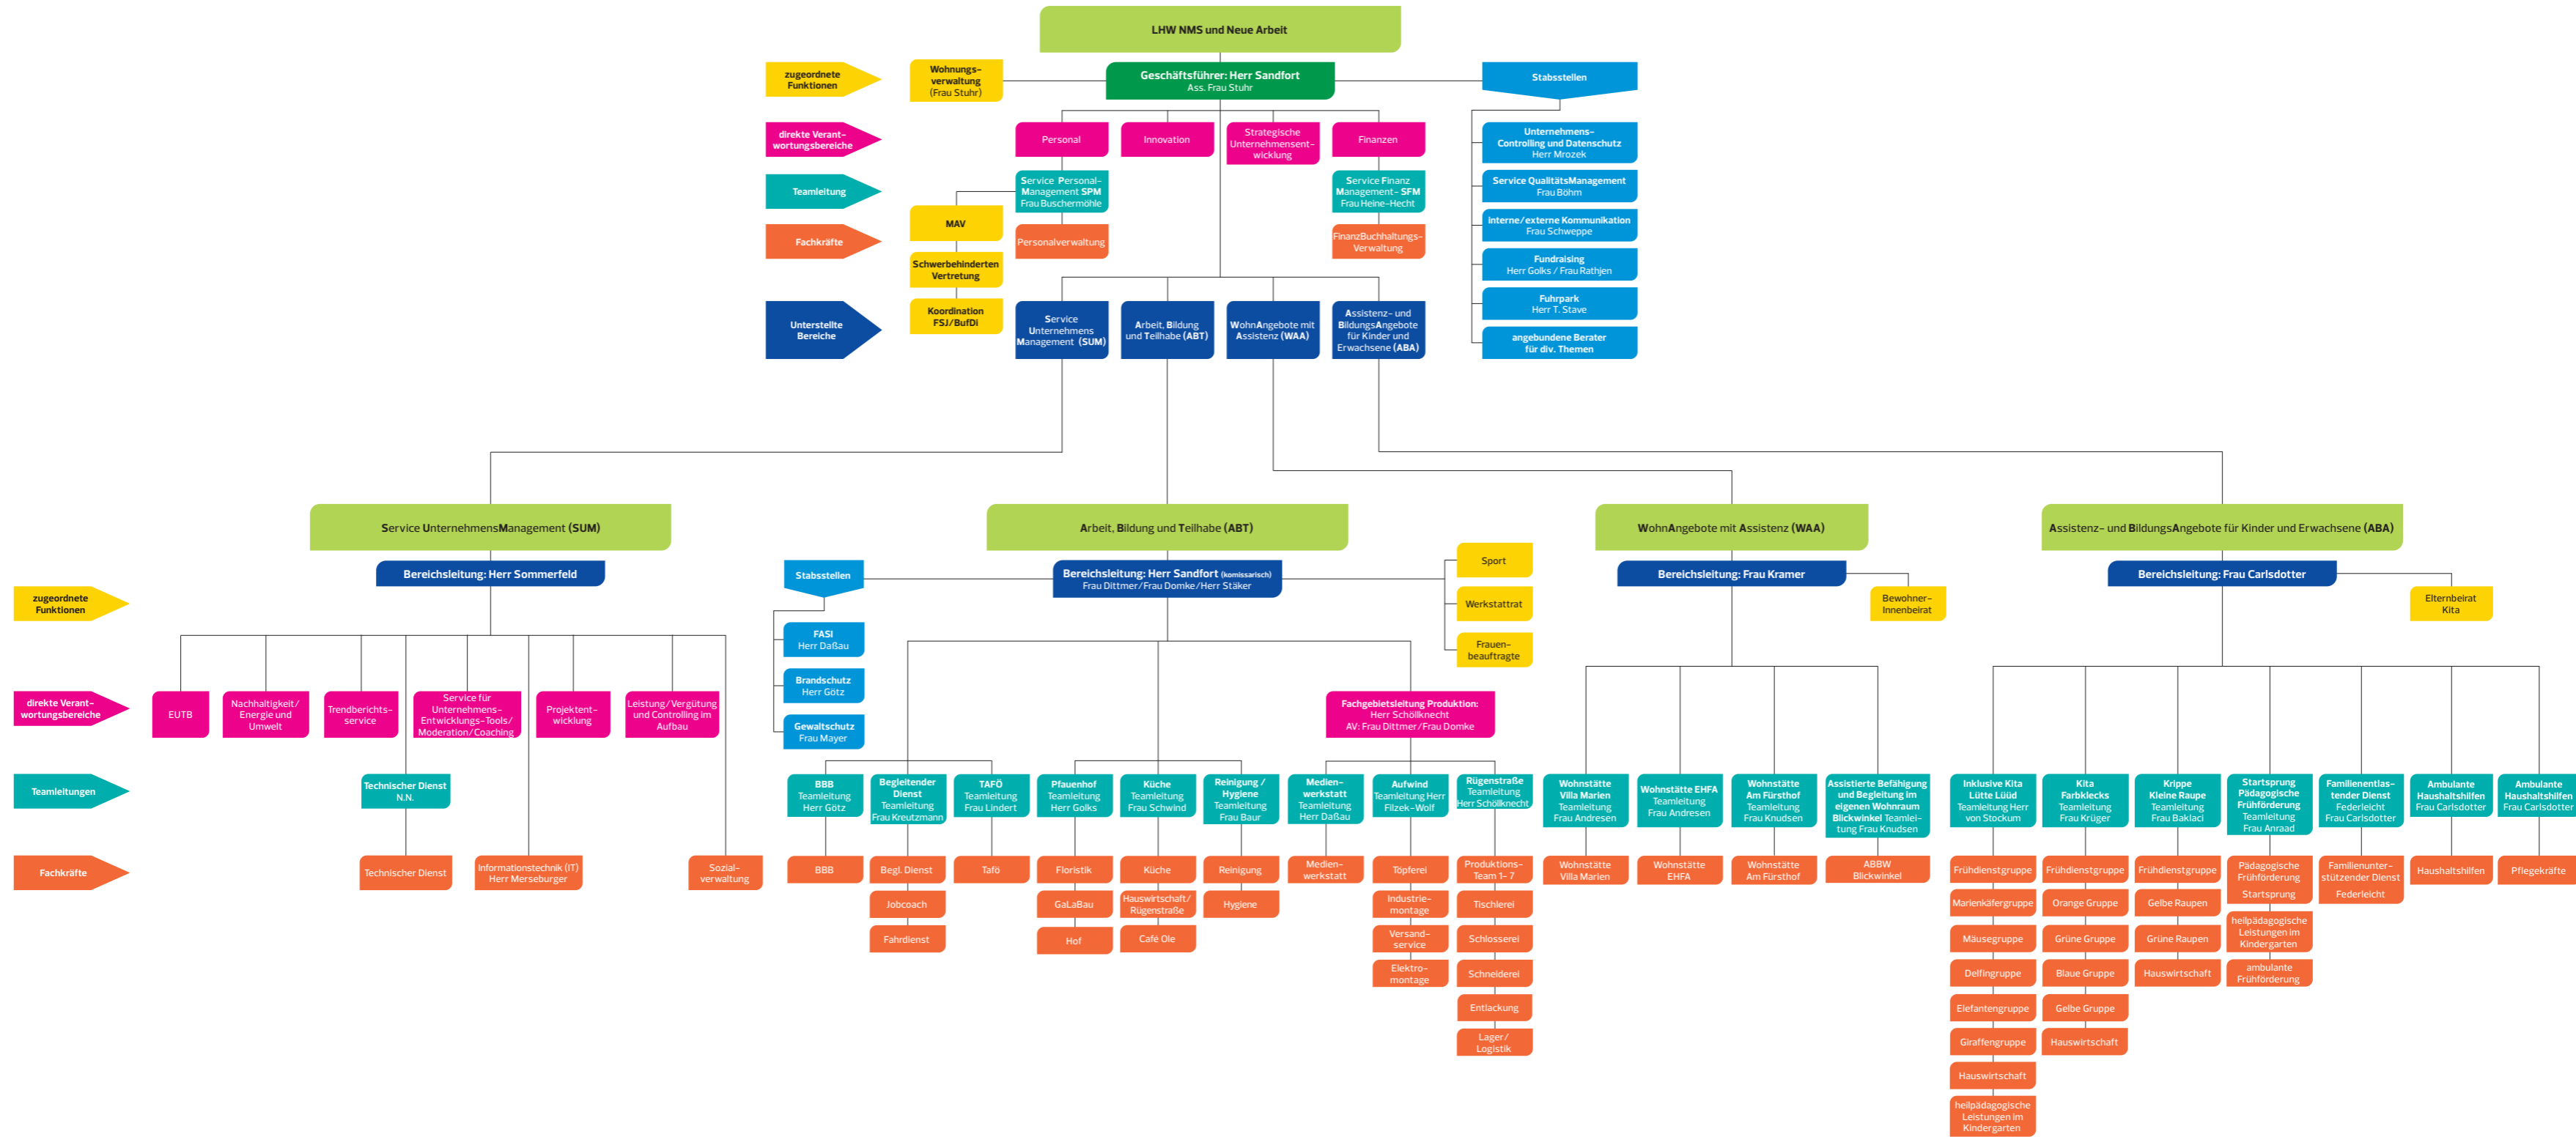 LHW NMS und Neue Arbeit
zugeordnete
Funktionen
Wohnungs-
verwaltung
(Frau Stuhr)
Geschäftsführer: Herr Sandfort
Ass. Frau Stuhr
Stabsstellen
direkte Verant-
wortungsbereiche
Personal
Innovation
Strategische
Unternehmensent-
wicklung
Finanzen
Unternehmens-
Controlling und Datenschutz
Herr Mrozek
Teamleitung
Service Personal-
Management SPM
Frau Buschermöhle
Service Finanz
Management- SFM
Frau Heine-Hecht
Service QualitätsManagement
Frau Böhm
MAV
interne/externe Kommunikation
Frau Schweppe
Fachkräfte
Personalverwaltung
FinanzBuchhaltungs-
Verwaltung
Schwerbehinderten
Vertretung
Fundraising
Herr Golks / Frau Rathjen
Koordination
FSJ/BufDi
Fuhrpark
Herr T. Stave
Unterstellte
Bereiche
Service
Unternehmens
Management (SUM)
Arbeit, Bildung
und Teilhabe (ABT)
WohnAngebote mit
Assistenz (WAA)
Assistenz- und
BildungsAngebote
für Kinder und
Erwachsene (ABA)
angebundene Berater
für div. Themen
Service UnternehmensManagement (SUM)
Arbeit, Bildung und Teilhabe (ABT)
WohnAngebote mit Assistenz (WAA)
Assistenz- und BildungsAngebote für Kinder und Erwachsene (ABA)
Bereichsleitung: Herr Sommerfeld
Stabsstellen
Bereichsleitung: Herr Sandfort (komissarisch)
Frau Dittmer/Frau Domke/Herr Stäker
Sport
Bereichsleitung: Frau Kramer
Bereichsleitung: Frau Carlsdotter
zugeordnete
Funktionen
Werkstattrat
Bewohner-
Innenbeirat
Elternbeirat
Kita
FASI
Herr Daßau
Frauen-
beauftragte
Brandschutz
Herr Götz
Gewaltschutz
Frau Mayer
direkte Verant-
wortungsbereiche
EUTB
Nachhaltigkeit/
Energie und
Umwelt
Trendberichts-
service
Service für
Unternehmens-
Entwicklungs-Tools/
Moderation/Coaching
Projektent-
wicklung
Leistung/Vergütung
und Controlling im
Aufbau
Fachgebietsleitung Produktion:
Herr Schöllknecht
AV: Frau Dittmer/Frau Domke
Teamleitungen
Technischer Dienst
N.N.
BBB
Teamleitung
Herr Götz
Begleitender
Dienst
Teamleitung
Frau Kreutzmann
TAFÖ
Teamleitung
Frau Lindert
Pfauenhof
Teamleitung
Herr Golks
Küche
Teamleitung
Frau Schwind
Reinigung /
Hygiene
Teamleitung
Frau Baur
Medien-
werkstatt
Teamleitung
Herr Daßau
Aufwind
Teamleitung Herr
Filzek-Wolf
Rügenstraße
Teamleitung
Herr Schöllknecht
Wohnstätte
Villa Marien
Teamleitung
Frau Andresen
Wohnstätte EHFA
Teamleitung
Frau Andresen
Wohnstätte
Am Fürsthof
Teamleitung
Frau Knudsen
Assistierte Befähigung
und Begleitung im
eigenen Wohnraum
Blickwinkel Teamlei-
tung Frau Knudsen
Inklusive Kita
Lütte Lüüd
Teamleitung Herr
von Stockum
Kita
Farbklecks
Teamleitung
Frau Krüger
Krippe
Kleine Raupe
Teamleitung
Frau Baklaci
Startsprung
Pädagogische
Frühförderung
Teamleitung
Frau Anraad
Familienentlas-
tender Dienst
Federleicht
Frau Carlsdotter
Ambulante
Haushaltshilfen
Frau Carlsdotter
Ambulante
Haushaltshilfen
Frau Carlsdotter
Fachkräfte
Technischer Dienst
Informationstechnik (IT)
Herr Merseburger
Sozial-
verwaltung
BBB
Begl. Dienst
Jobcoach
Fahrdienst
Tafö
Floristik
GaLaBau
Hof
Küche
Hauswirtschaft/
Rügenstraße
Café Ole
Reinigung
Hygiene
Medien-
werkstatt
Töpferei
Industrie-
montage
Versand-
service
Elektro-
montage
Produktions-
Team 1- 7
Tischlerei
Schlosserei
Schneiderei
Entlackung
Lager/
Logistik
Wohnstätte
Villa Marien
Wohnstätte
EHFA
Wohnstätte
Am Fürsthof
ABBW
Blickwinkel
Frühdienstgruppe
Marienkäfergruppe
Mäusegruppe
Delfingruppe
Elefantengruppe
Giraffengruppe
Hauswirtschaft
heilpädagogische
Leistungen im
Kindergarten
Frühdienstgruppe
Orange Gruppe
Grüne Gruppe
Blaue Gruppe
Gelbe Gruppe
Hauswirtschaft
Frühdienstgruppe
Gelbe Raupen
Grüne Raupen
Hauswirtschaft
Pädagogische
Frühförderung
Startsprung
heilpädagogische
Leistungen im
Kindergarten
ambulante
Frühförderung
Familienunter-
stützender Dienst
Federleicht
Haushaltshilfen
Pflegekräfte